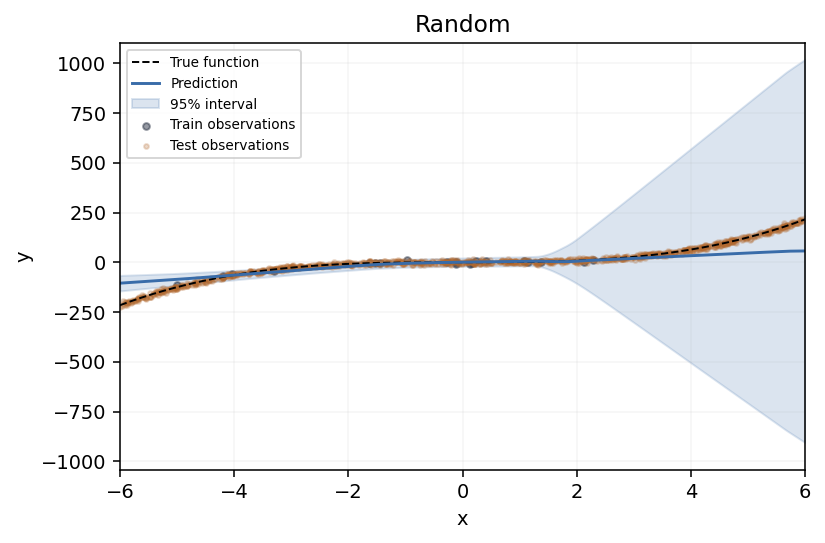 Random
True function
Prediction
95% interval
Train observations
Test observations
1000
750
500
250
0
−250
−500
−750
−1000
y
−6
−4
−2
0
2
4
6
x